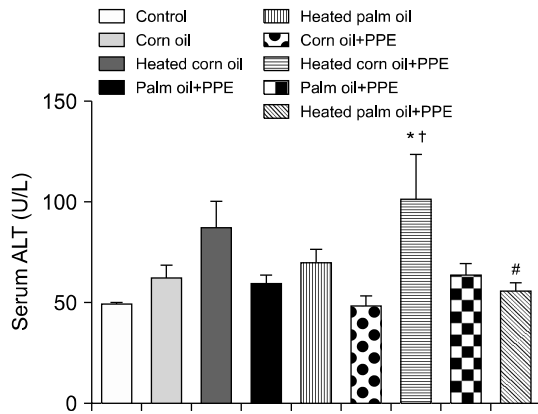 Control
Corn oil
Heated corn oil
Palm oil+PPE
Heated palm oil
Corn oil+PPE
Heated corn oil+PPE
Palm oil+PPE
Heated palm oil+PPE
Serum ALT (U/L)
150
100
50
0
*†
#